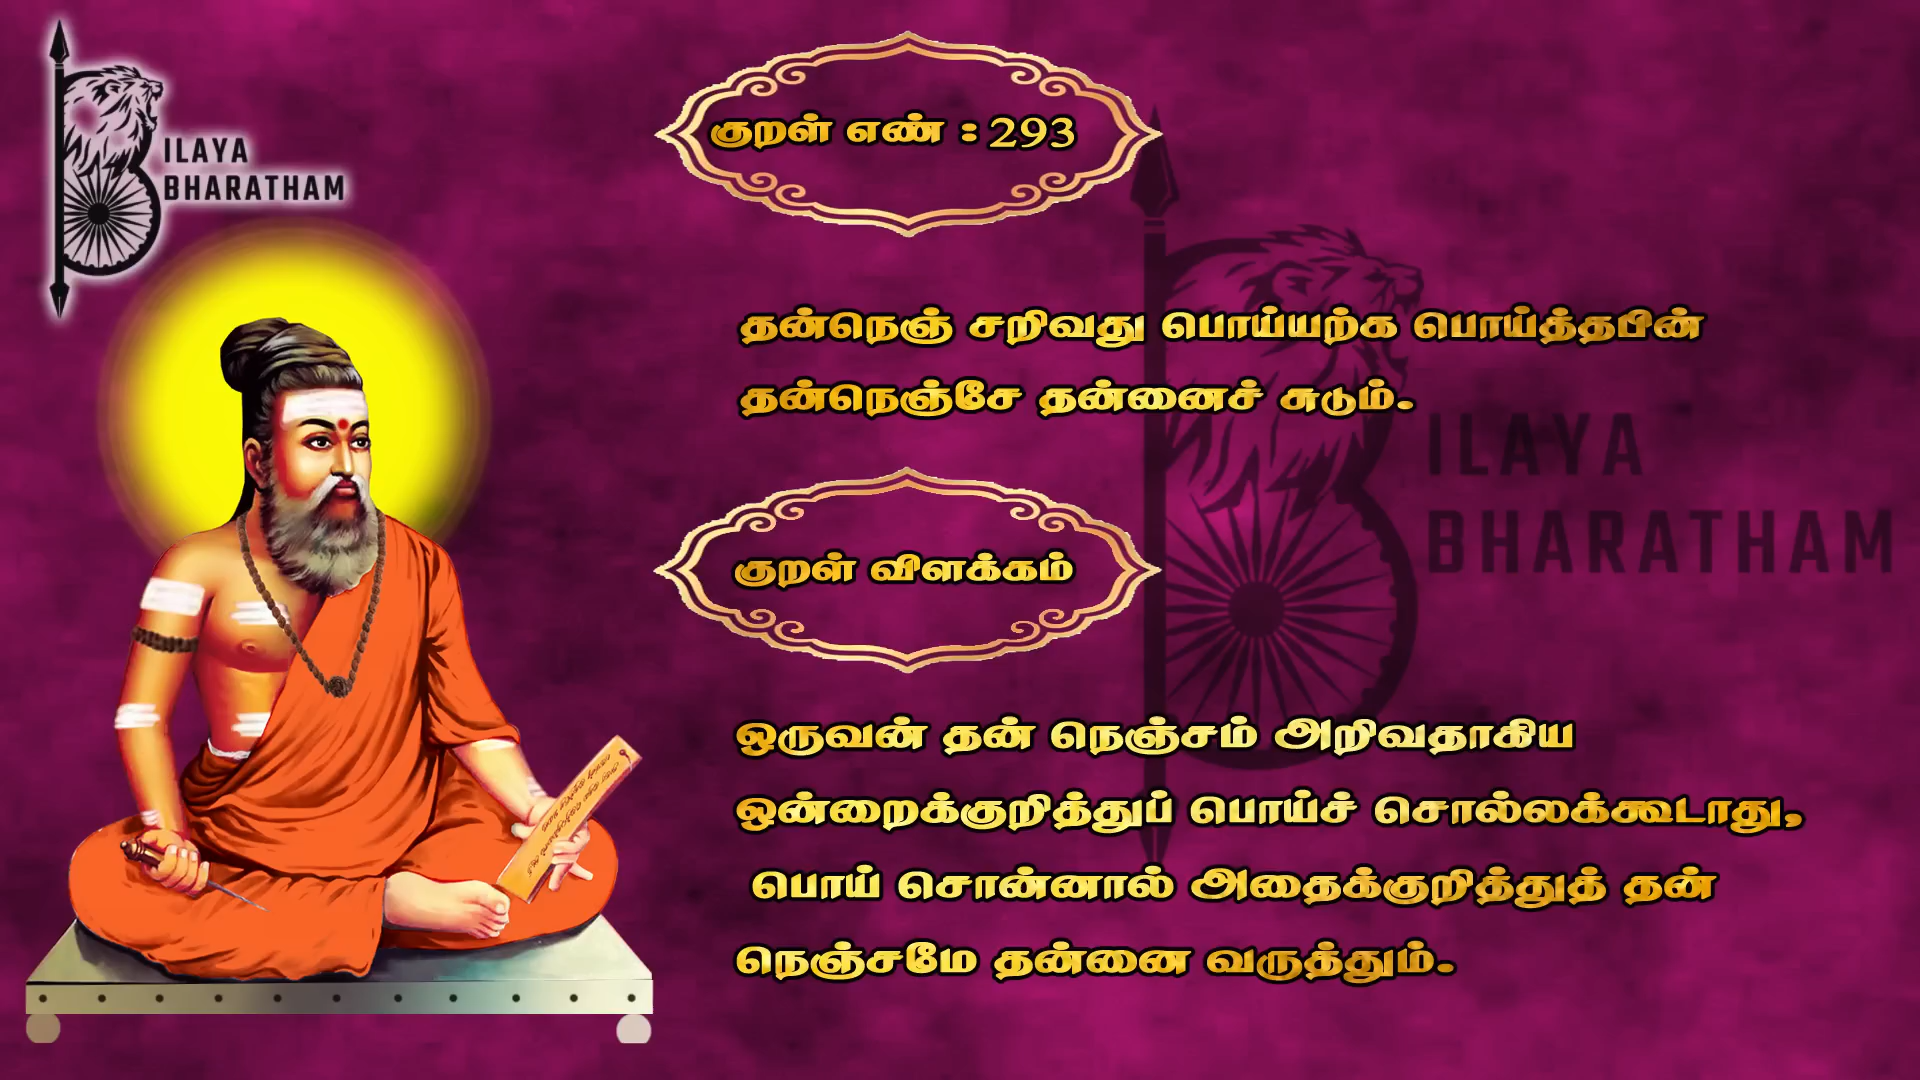 ILAYA
BHARATHAM
குறள் எண் : 293
தன்நெஞ் சறிவது பொய்யற்க பொய்த்தபின்
தன்நெஞ்சே தன்னைச் சுடும்.
ILAYA
BHARATHAM
குறள் விளக்கம்
ஒருவன் தன் நெஞ்சம் அறிவதாகிய
ஒன்றைக்குறித்துப் பொய்ச் சொல்லக்கூடாது,
பொய் சொன்னால் அதைக்குறித்துத் தன்
நெஞ்சமே தன்னை வருத்தும்.